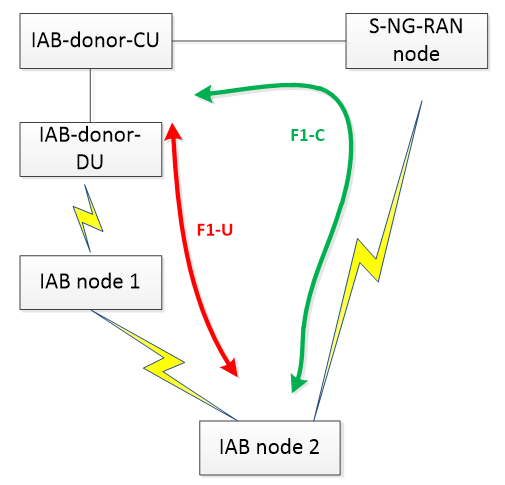 IAB-donor-CU
S-NG-RAN
node
IAB-donor-
DU
F1-C
F1-U
IAB node 1
IAB node 2